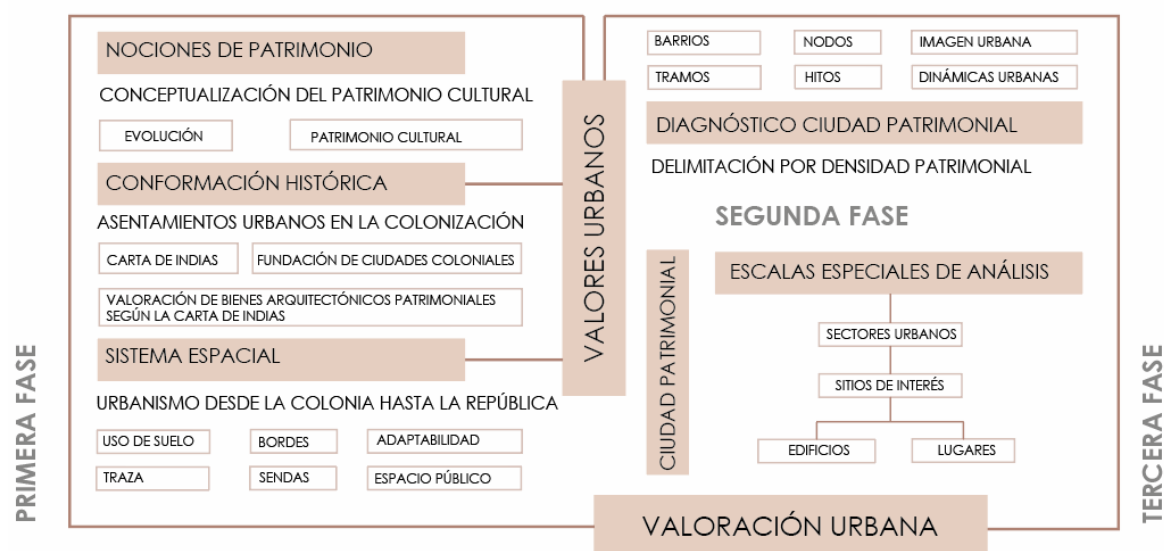 PRIMERA FASE
NOCIONES DE PATRIMONIO
CONCEPTUALIZACIÓN DEL PATRIMONIO CULTURAL
EVOLUCIÓN
PATRIMONIO CULTURAL
CONFORMACIÓN HISTÓRICA
ASENTAMIENTOS URBANOS EN LA COLONIZACIÓN
CARTA DE INDIAS
FUNDACIÓN DE CIUDADES COLONIALES
VALORACIÓN DE BIENES ARQUITECTÓNICOS PATRIMONIALES
SEGÚN LA CARTA DE INDIAS
SISTEMA ESPACIAL
URBANISMO DESDE LA COLONIA HASTA LA REPÚBLICA
USO DE SUELO
BORDES
ADAPTABILIDAD
TRAZA
SENDAS
ESPACIO PÚBLICO
VALORES URBANOS
BARRIOS
NODOS
IMAGEN URBANA
TRAMOS
HITOS
DINÁMICAS URBANAS
DIAGNÓSTICO CIUDAD PATRIMONIAL
DELIMITACIÓN POR DENSIDAD PATRIMONIAL
SEGUNDA FASE
CIUDAD PATRIMONIAL
ESCALAS ESPECIALES DE ANÁLISIS
SECTORES URBANOS
SITIOS DE INTERÉS
EDIFICIOS
LUGARES
VALORACIÓN URBANA
TERCERA FASE